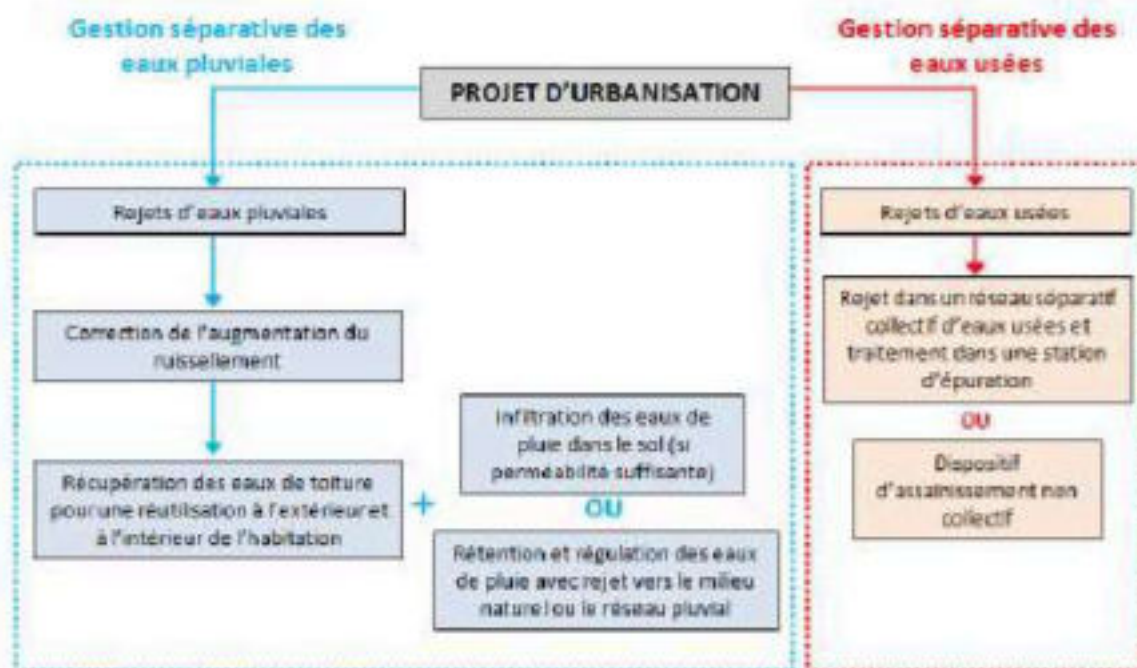 Gestion séparative des
eaux pluviales
Gestion séparative des
eaux usées
PROJET D'URBANISATION
Rejets d'eaux pluviales
Correction de l'augmentation du
ruissellement
Récupération des eaux de toiture
pour une réutilisation à l'extérieur et
à l'intérieur de l'habitation
+
Infiltration des eaux de
pluie dans le sol (si
perméabilité suffisante)
OU
Rétention et régulation des eaux
de pluie avec rejet vers le milieu
naturel ou le réseau pluvial
Rejets d'eaux usées
Rejet dans un réseau séparatif
collectif d'eaux usées et
traitement dans une station
d'épuration
OU
Dispositif
d'assainissement non
collectif